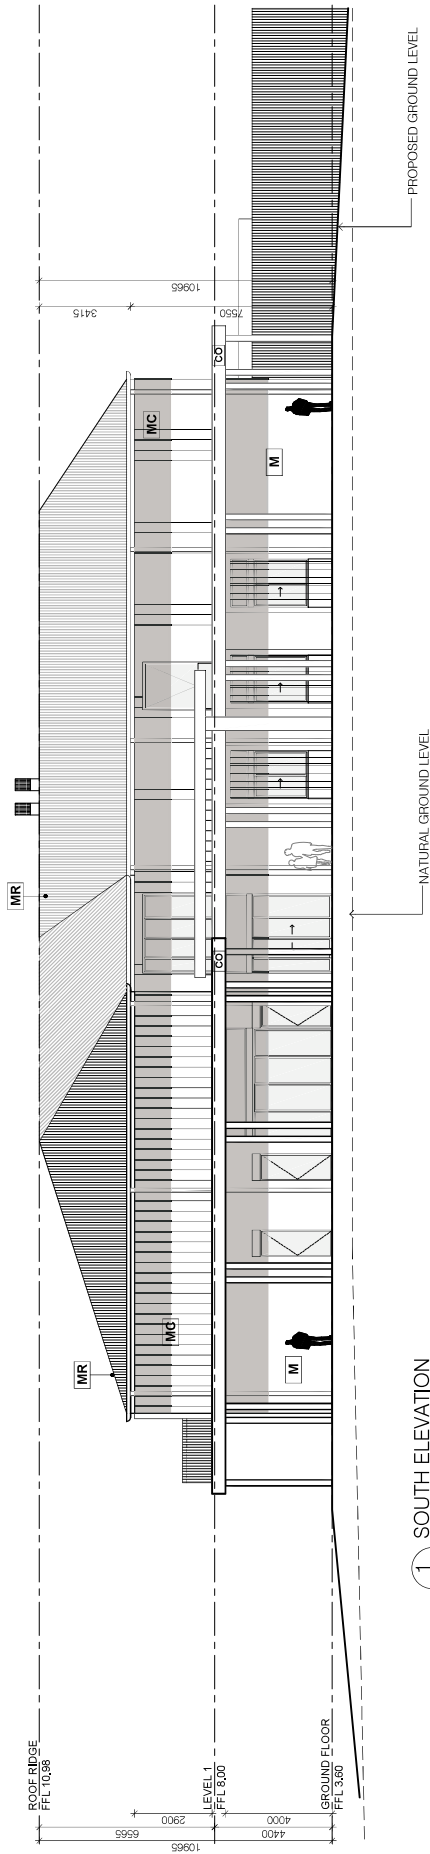 ROOF RIDGE
FFL 10.98
LEVEL 1
FFL 8.00
GROUND FLOOR
FFL 3.60
10965
6565
2900
4400
4000
MR
MR
MC
MC
M
M
CO
CO
3415
7550
10965
NATURAL GROUND LEVEL
PROPOSED GROUND LEVEL
1 SOUTH ELEVATION